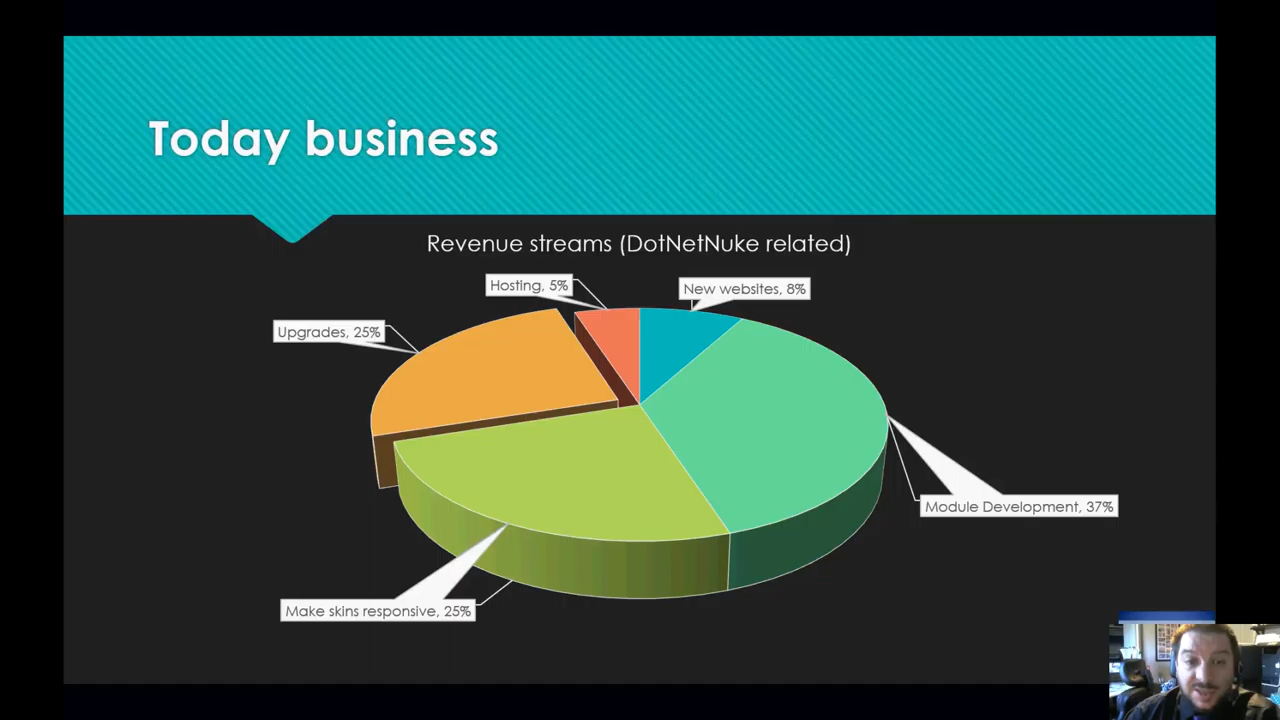 Today business
Revenue streams (DotNetNuke related)
Hosting, 5%
New websites, 8%
Upgrades, 25%
Module Development, 37%
Make skins responsive, 25%